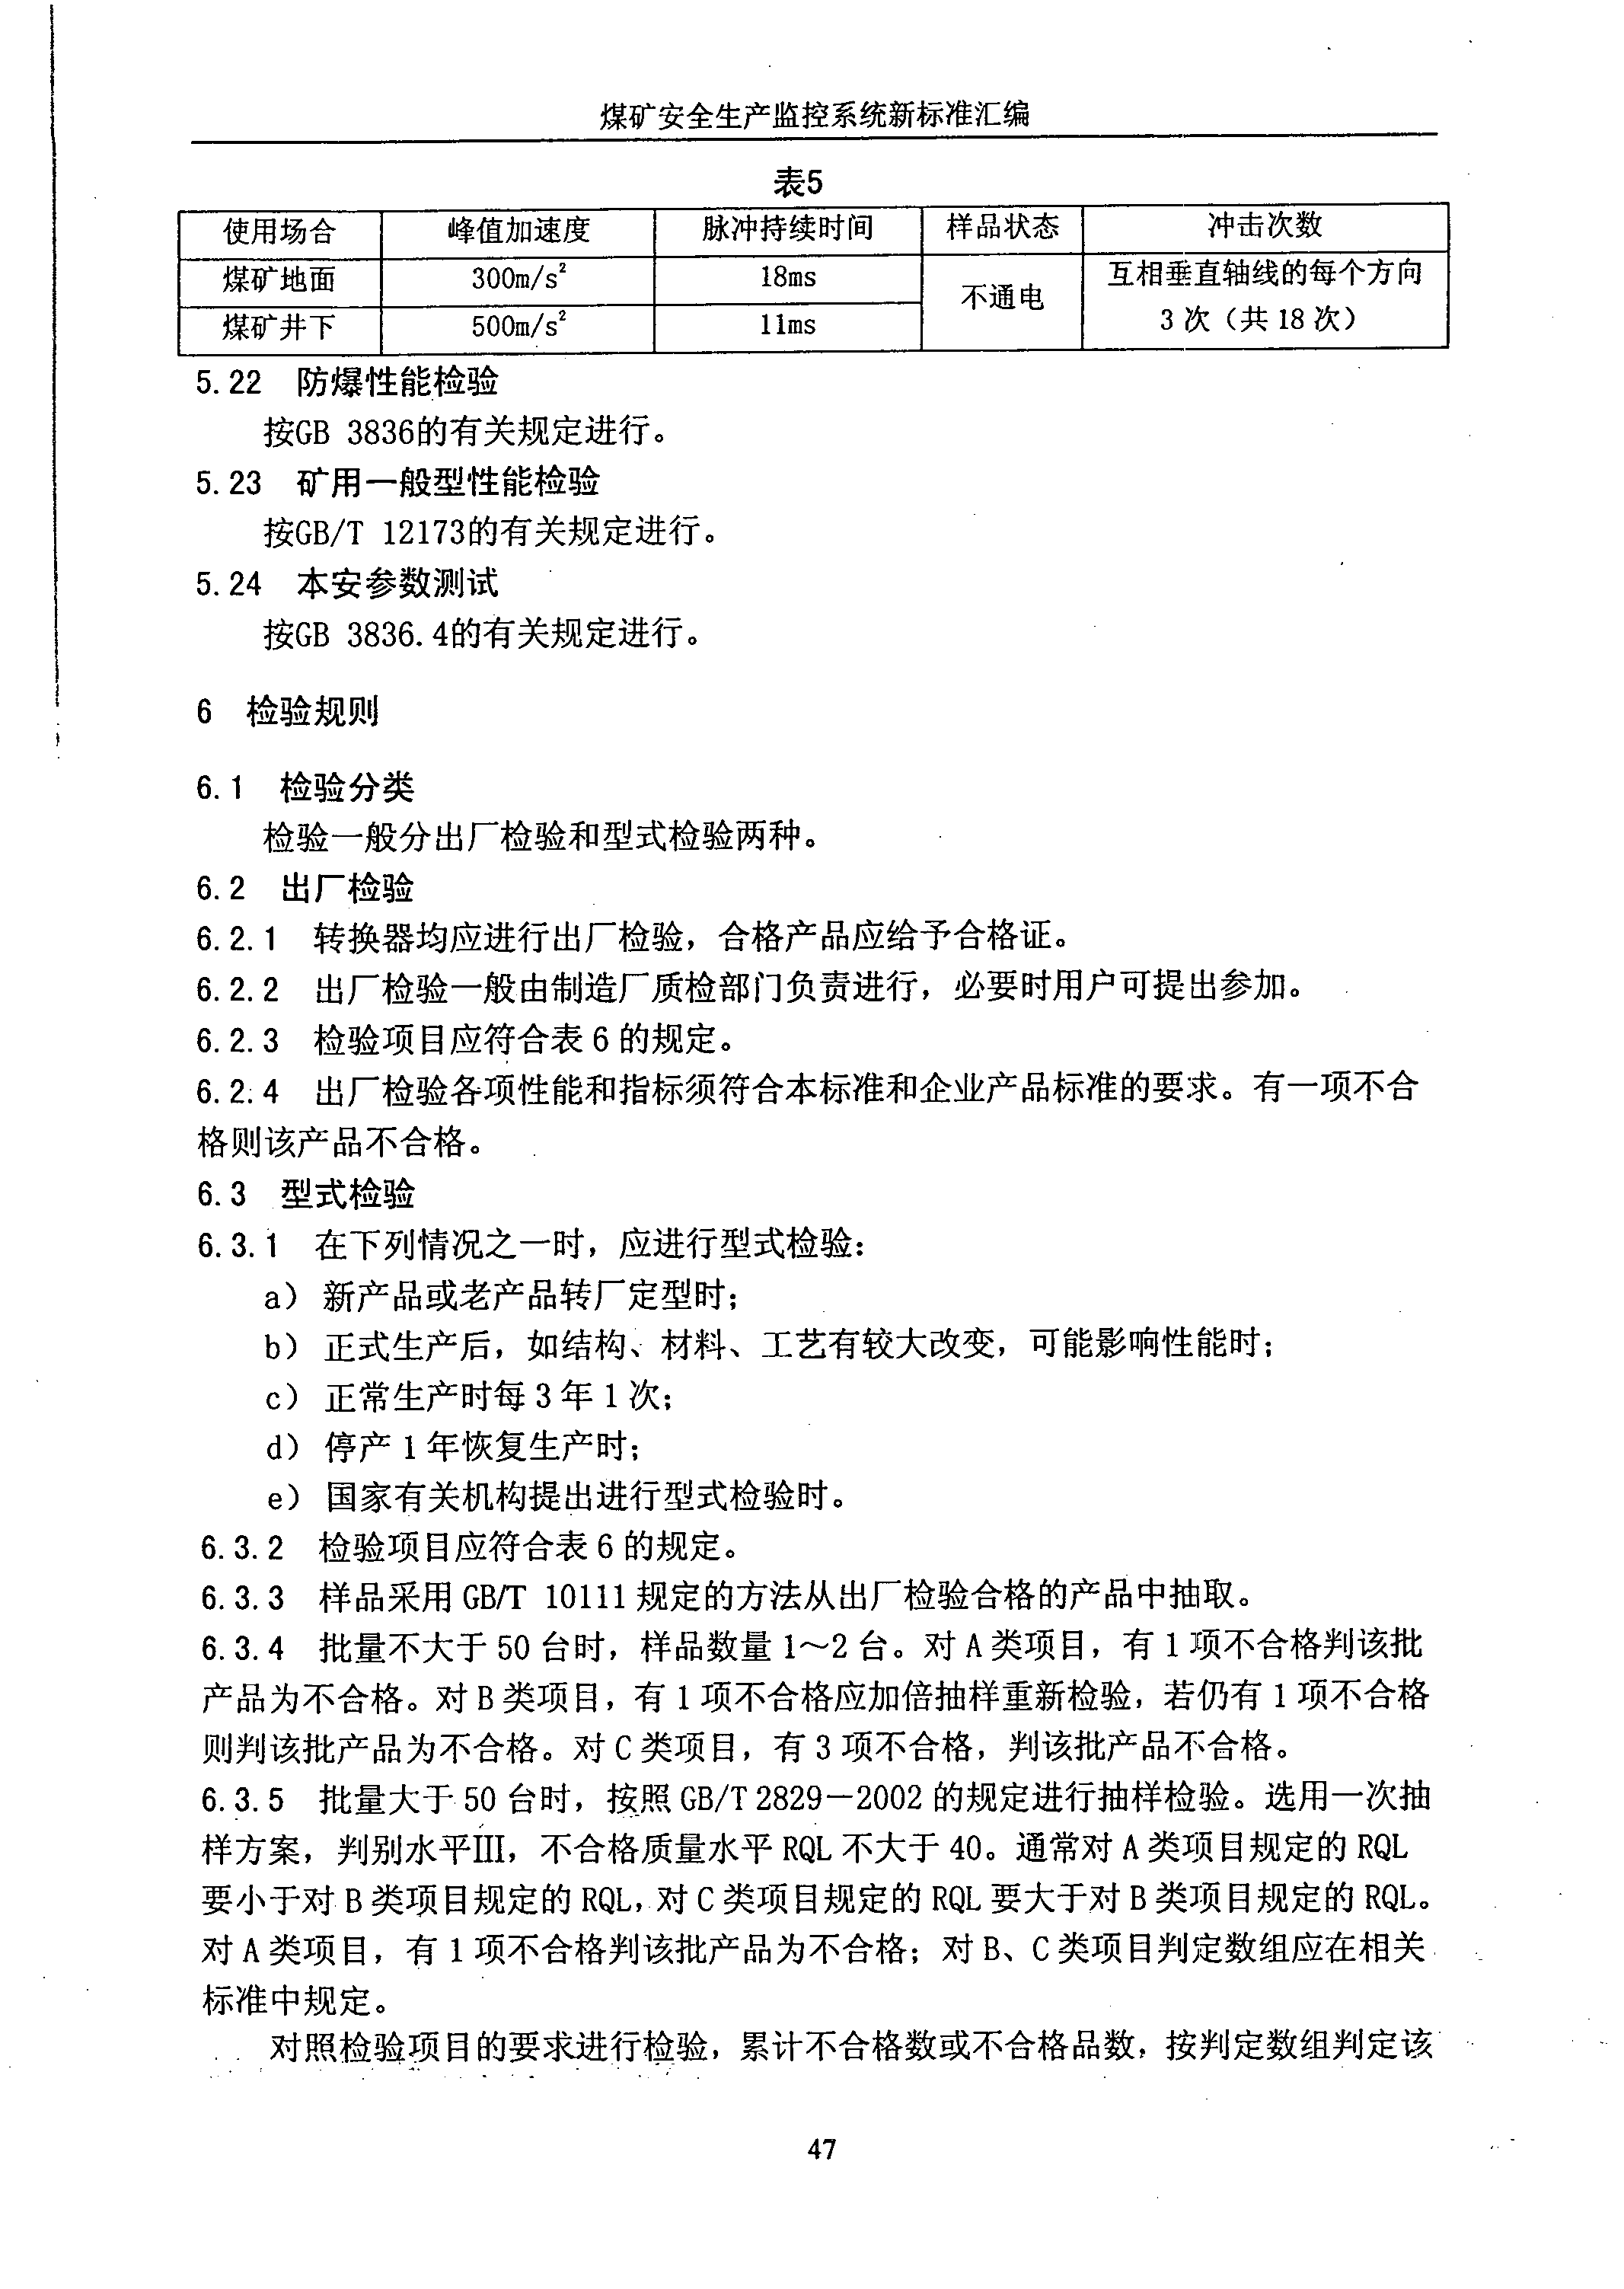 煤矿安全生产监控系统新标准汇编
表5
使用场合 峰值加速度 脉冲持续时间 样品状态 冲击次数
煤矿地面 300m/s² 18ms 不通电 互相垂直轴线的每个方向
3次（共18次）
煤矿井下 500m/s² 11ms
5.22 防爆性能检验
按GB 3836的有关规定进行。
5.23 矿用一般型性能检验
按GB/T 12173的有关规定进行。
5.24 本安参数测试
按GB 3836.4的有关规定进行。
6 检验规则
6.1 检验分类
检验一般分出厂检验和型式检验两种。
6.2 出厂检验
6.2.1 转换器均应进行出厂检验，合格产品应给予合格证。
6.2.2 出厂检验一般由制造厂质检部门负责进行，必要时用户可提出参加。
6.2.3 检验项目应符合表6的规定。
6.2.4 出厂检验各项性能和指标须符合本标准和企业产品标准的要求。有一项不合
格则该产品不合格。
6.3 型式检验
6.3.1 在下列情况之一时，应进行型式检验：
a） 新产品或老产品转厂定型时；
b） 正式生产后，如结构、材料、工艺有较大改变，可能影响性能时；
c） 正常生产时每3年1次；
d） 停产1年恢复生产时；
e） 国家有关机构提出进行型式检验时。
6.3.2 检验项目应符合表6的规定。
6.3.3 样品采用GB/T 10111规定的方法从出厂检验合格的产品中抽取。
6.3.4 批量不大于50台时，样品数量1～2台。对A类项目，有1项不合格判该批
产品为不合格。对B类项目，有1项不合格应加倍抽样重新检验，若仍有1项不合格
则判该批产品为不合格。对C类项目，有3项不合格，判该批产品不合格。
6.3.5 批量大于50台时，按照GB/T 2829－2002的规定进行抽样检验。选用一次抽
样方案，判别水平III，不合格质量水平RQL不大于40。通常对A类项目规定的RQL
要小于对B类项目规定的RQL，对C类项目规定的RQL要大于对B类项目规定的RQL。
对A类项目，有1项不合格判该批产品为不合格；对B、C类项目判定数组应在相关
标准中规定。
对照检验项目的要求进行检验，累计不合格数或不合格品数，按判定数组判定该
47